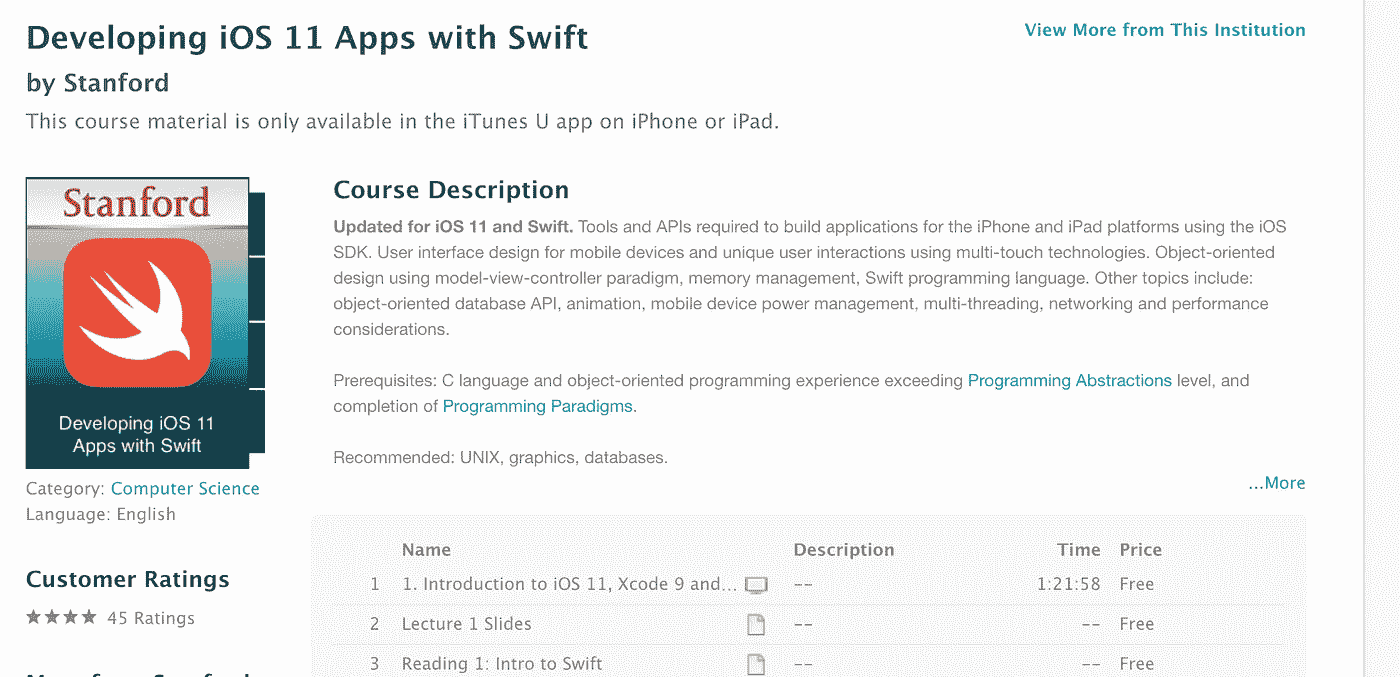 Developing iOS 11 Apps with Swift
View More from This Institution
by Stanford
This course material is only available in the iTunes U app on iPhone or iPad.
Stanford
Developing iOS 11
Apps with Swift
Category: Computer Science
Language: English
Customer Ratings
★★★★ 45 Ratings
Course Description
Updated for iOS 11 and Swift. Tools and APIs required to build applications for the iPhone and iPad platforms using the iOS
SDK. User interface design for mobile devices and unique user interactions using multi-touch technologies. Object-oriented
design using model-view-controller paradigm, memory management, Swift programming language. Other topics include:
object-oriented database API, animation, mobile device power management, multi-threading, networking and performance
considerations.
Prerequisites: C language and object-oriented programming experience exceeding Programming Abstractions level, and
completion of Programming Paradigms.
Recommended: UNIX, graphics, databases.
...More
Name Description Time Price
1 1. Introduction to iOS 11, Xcode 9 and... -- 1:21:58 Free
2 Lecture 1 Slides -- -- Free
3 Reading 1: Intro to Swift -- -- Free